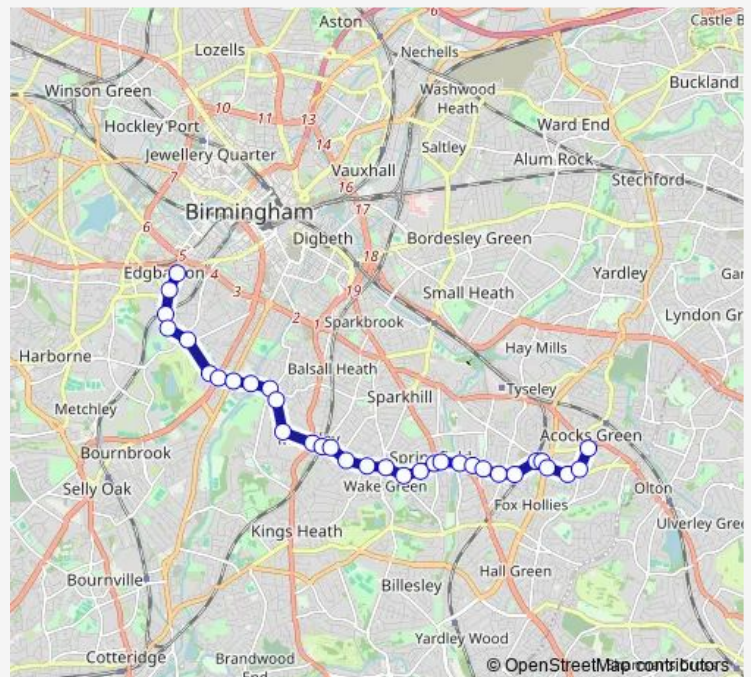 Aston
Castle B
Lozells
Nechells
Winson Green
Washwood
Heath
Buckland
10
11
13
Hockley Port
14
Ward End
Jewellery Quarter
Saltley
Alum Rock
Vauxhall
Stechford
7
16
17
Birmingham
6
Digbeth
Bordesley Green
5
18
Edgbaston
4
Yardley
Gar
3
19
Small Heath
2
1
Sparkbrook
Lyndon Gr
Harborne
Hay Mills
Balsall Heath
Tyseley
Metchley
Sparkhill
Acocks Green
Bournbrook
Selly Oak
Wake Green
Olton
Fox Hollies
Ulverley Gree
Kings Heath
Hall Green
Bournville
Billesley
Yardley Wood
Cotteridge
Brandwood
End
© OpenStreetMap contributors